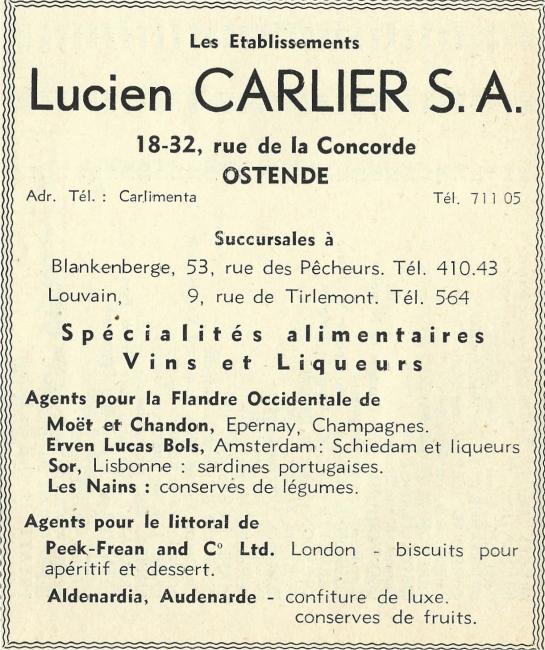 Les Etablissements
Lucien CARLIER S. A.
18-32, rue de la Concorde
OSTENDE
Adr. Tél. : Carlimenta Tél. 711 05
Succursales à
Blankenberge, 53, rue des Pêcheurs. Tél. 410.43
Louvain, 9, rue de Tirlemont. Tél. 564
Spécialités alimentaires
Vins et Liqueurs
Agents pour la Flandre Occidentale de
Moët et Chandon, Epernay, Champagnes.
Erven Lucas Bols, Amsterdam: Schiedam et liqueurs
Sor, Lisbonne : sardines portugaises.
Les Nains : conserves de légumes.
Agents pour le littoral de
Peek-Frean and Cº Ltd. London - biscuits pour
apéritif et dessert.
Aldenardia, Audenarde - confiture de luxe.
conserves de fruits.